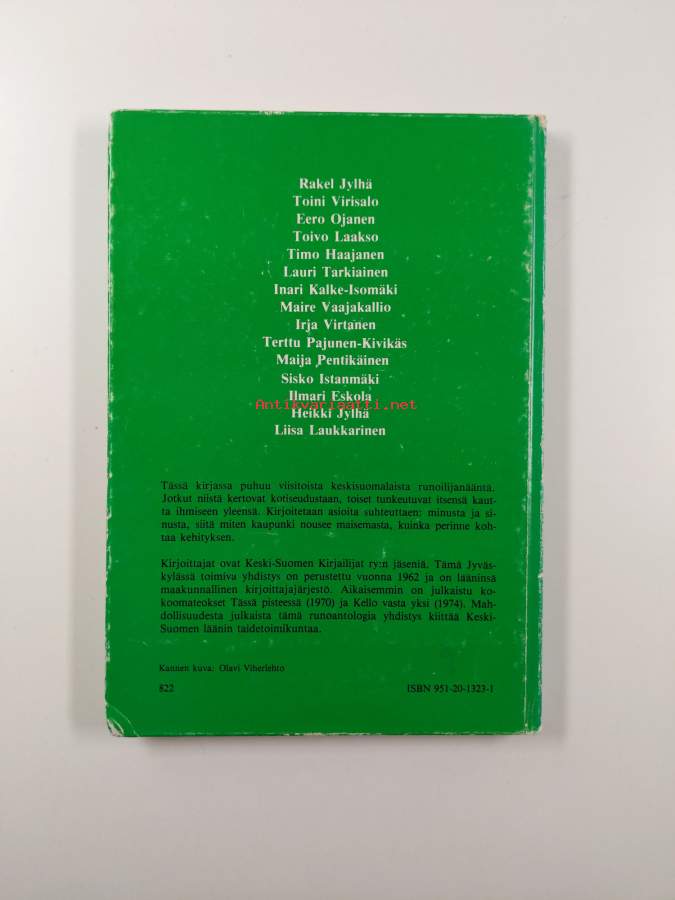 Rakel Jylhä
Toini Virisalo
Eero Ojanen
Toivo Laakso
Timo Haajanen
Lauri Tarkiainen
Inari Kalke-Isomäki
Maire Vaajakallio
Irja Virtanen
Terttu Pajunen-Kivikäs
Maija Pentikäinen
Sisko Istanmäki
Ilmari Eskola
Antikvariaatti.net
Heikki Jylhä
Liisa Laukkarinen
Tässä kirjassa puhuu viisitoista keskisuomalaista runoilijanääntä.
Jotkut niistä kertovat kotiseudustaan, toiset tunkeutuvat itsensä kaut-
ta ihmiseen yleensä. Kirjoitetaan asioita suhteuttaen: minusta ja si-
nusta, siitä miten kaupunki nousee maisemasta, kuinka perinne koh-
taa kehityksen.
Kirjoittajat ovat Keski-Suomen Kirjailijat ry:n jäseniä. Tämä Jyväs-
kylässä toimiva yhdistys on perustettu vuonna 1962 ja on lääninsä
maakunnallinen kirjoittajajärjestö. Aikaisemmin on julkaistu ko-
koomateokset Tässä pisteessä (1970) ja Kello vasta yksi (1974). Mah-
dollisuudesta julkaista tämä runoantologia yhdistys kiittää Keski-
Suomen läänin taidetoimikuntaa.
Kannen kuva: Olavi Viherlehto
822 ISBN 951-20-1323-1